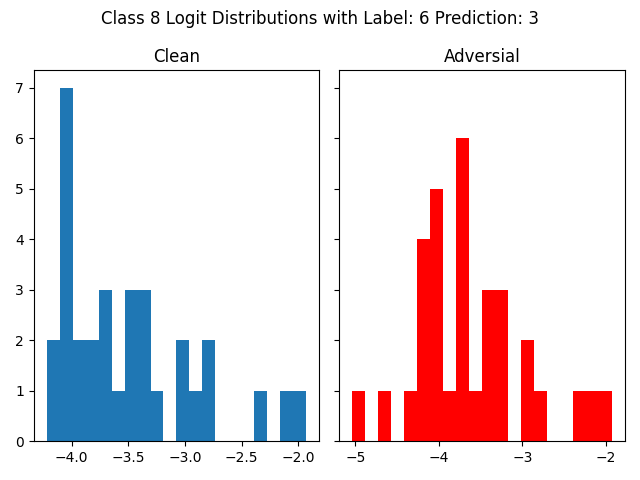 Class 8 Logit Distributions with Label: 6 Prediction: 3
Clean
Adversial
7
6
5
4
3
2
1
0
−4.0 −3.5 −3.0 −2.5 −2.0
−5 −4 −3 −2